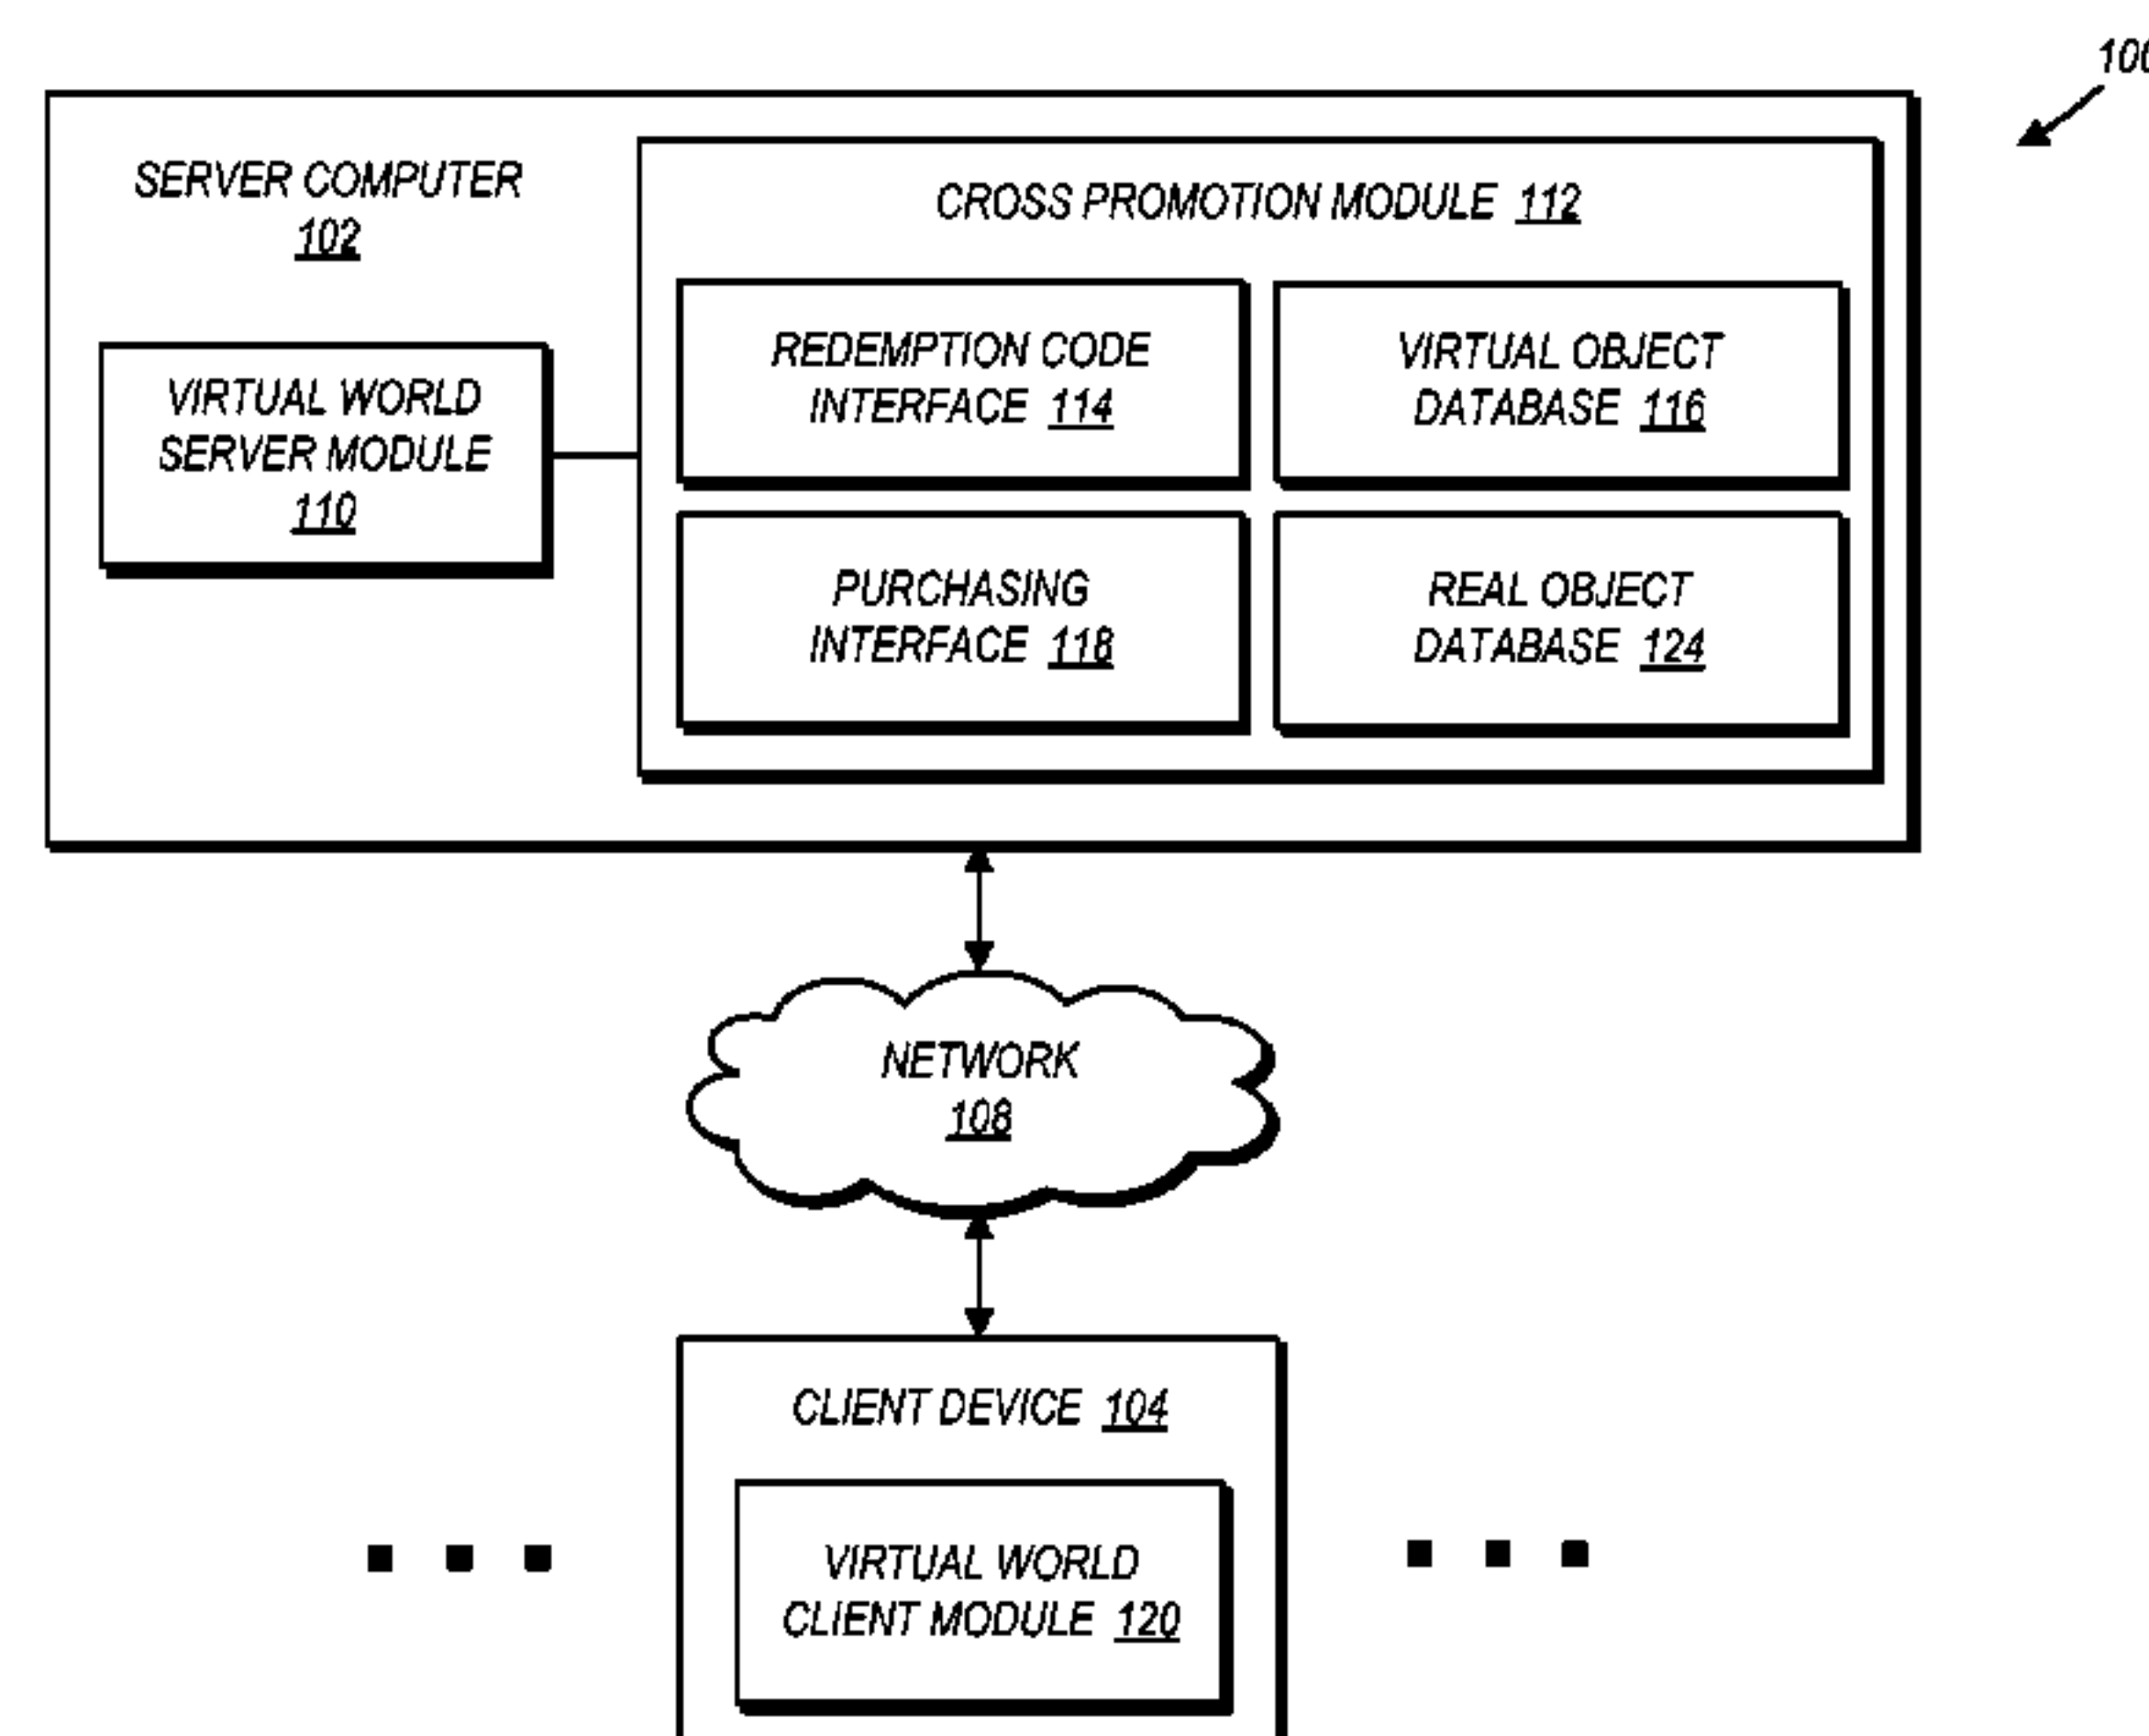 100
SERVER COMPUTER
102
CROSS PROMOTION MODULE 112
VIRTUAL WORLD
SERVER MODULE
110
REDEMPTION CODE
INTERFACE 114
VIRTUAL OBJECT
DATABASE 116
PURCHASING
INTERFACE 118
REAL OBJECT
DATABASE 124
NETWORK
108
CLIENT DEVICE 104
VIRTUAL WORLD
CLIENT MODULE 120